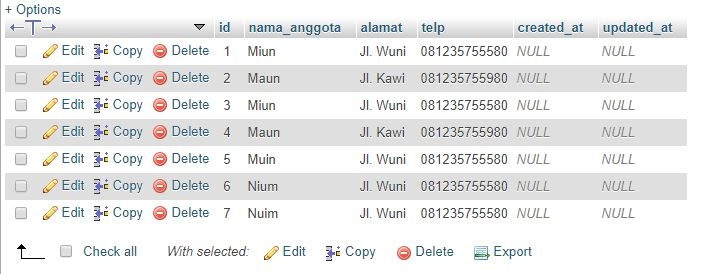 + Options
id nama_anggota alamat telp created_at updated_at
Edit Copy Delete 1 Miun Jl. Wuni 081235755580 NULL NULL
Edit Copy Delete 2 Maun Jl. Kawi 081235755980 NULL NULL
Edit Copy Delete 3 Miun Jl. Wuni 081235755580 NULL NULL
Edit Copy Delete 4 Maun Jl. Kawi 081235755980 NULL NULL
Edit Copy Delete 5 Muin Jl. Wuni 081235755580 NULL NULL
Edit Copy Delete 6 Nium Jl. Wuni 081235755580 NULL NULL
Edit Copy Delete 7 Nuim Jl. Wuni 081235755580 NULL NULL
Check all With selected: Edit Copy Delete Export